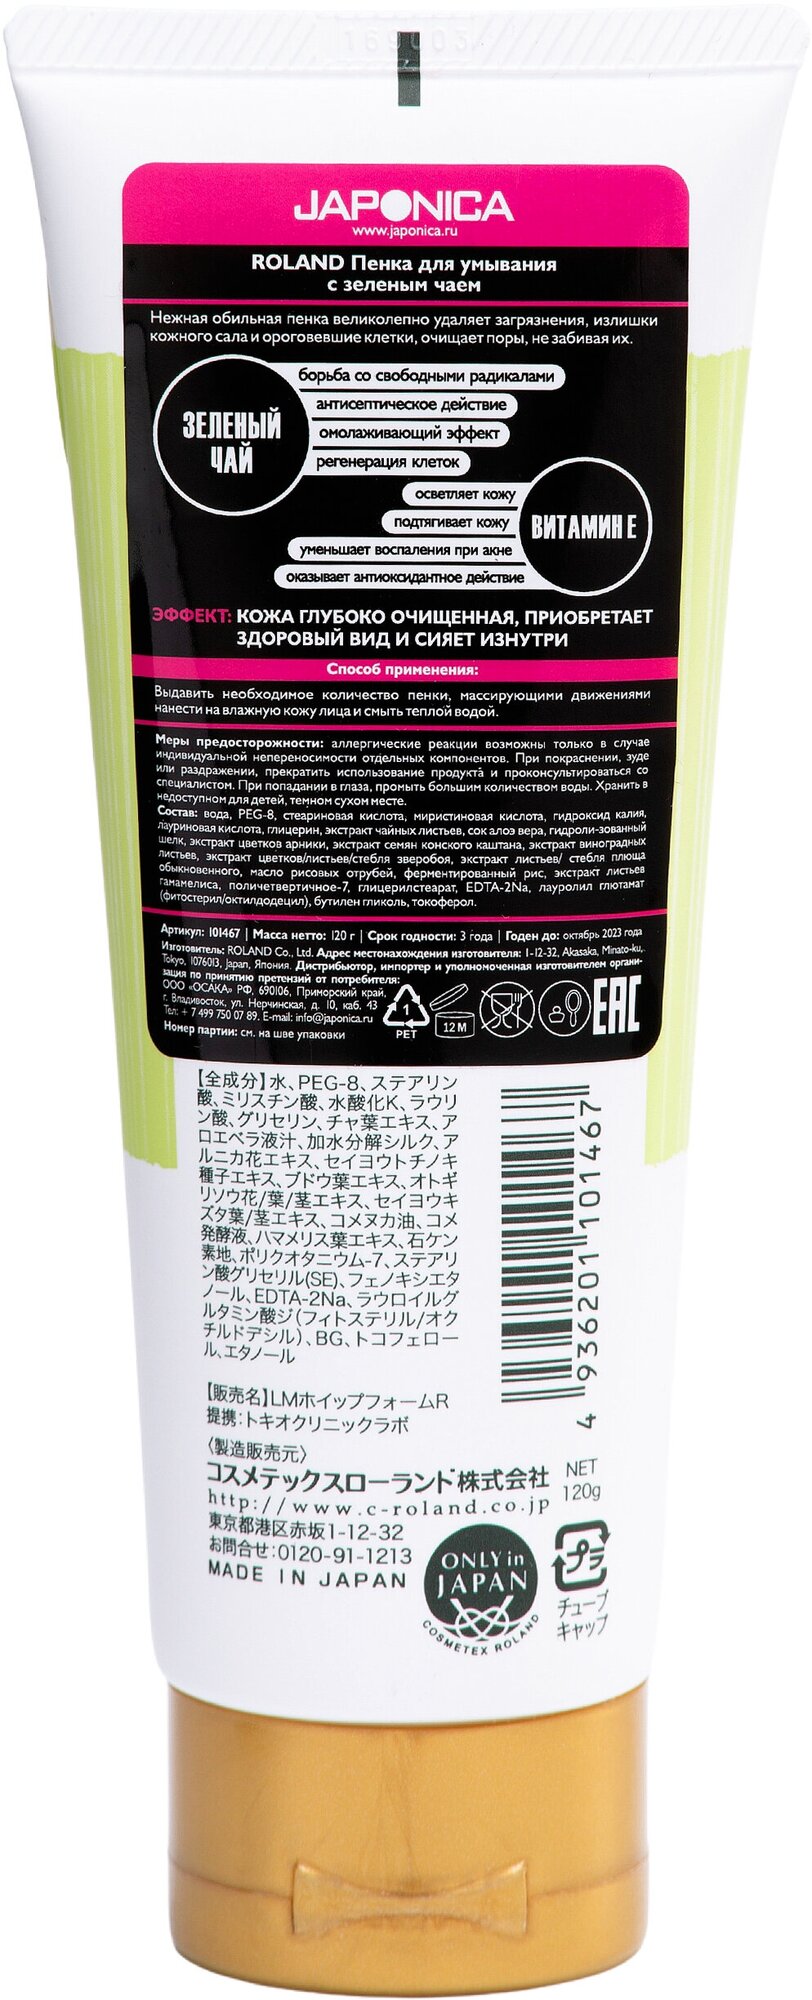 169003
JAPONICA
www.japonica.ru
ROLAND Пенка для умывания
с зеленым чаем
Нежная обильная пенка великолепно удаляет загрязнения, излишки
кожного сала и ороговевшие клетки, очищает поры, не забивая их.
ЗЕЛЕНЫЙ
ЧАЙ
борьба со свободными радикалами
антисептическое действие
омолаживающий эффект
регенерация клеток
осветляет кожу
подтягивает кожу
уменьшает воспаления при акне
оказывает антиоксидантное действие
ВИТАМИН Е
ЭФФЕКТ: КОЖА ГЛУБОКО ОЧИЩЕННАЯ, ПРИОБРЕТАЕТ
ЗДОРОВЫЙ ВИД И СИЯЕТ ИЗНУТРИ
Способ применения:
Выдавить необходимое количество пенки, массирующими движениями
нанести на влажную кожу лица и смыть теплой водой.
Меры предосторожности: аллергические реакции возможны только в случае
индивидуальной непереносимости отдельных компонентов. При покраснении, зуде
или раздражении, прекратить использование продукта и проконсультироваться со
специалистом. При попадании в глаза, промыть большим количеством воды. Хранить в
недоступном для детей, темном сухом месте.
Состав: вода, PEG-8, стеариновая кислота, миристиновая кислота, гидроксид калия,
лауриновая кислота, глицерин, экстракт чайных листьев, сок алоэ вера, гидроли-зованный
шелк, экстракт цветков арники, экстракт семян конского каштана, экстракт виноградных
листьев, экстракт цветков/листьев/стебля зверобоя, экстракт листьев/ стебля плюща
обыкновенного, масло рисовых отрубей, ферментированный рис, экстракт листьев
гамамелиса, поличетвертичное-7, глицерилстеарат, EDTA-2Na, лауролил глютамат
(фитостерил/октилдодецил), бутилен гликоль, токоферол.
Артикул: 101467 | Масса нетто: 120 г | Срок годности: 3 года | Годен до: октябрь 2023 года
Изготовитель: ROLAND Co., Ltd. Адрес местонахождения изготовителя: 1-12-32, Akasaka, Minato-ku,
Tokyo, 1076013, Japan, Япония. Дистрибьютор, импортер и уполномоченная изготовителем органи-
зация по принятию претензий от потребителя:
ООО «ОСАКА» РФ, 690106, Приморский край,
г. Владивосток, ул. Нерчинская, д. 10, каб. 43
Тел: + 7 499 750 07 89. E-mail: info@japonica.ru
Номер партии: см. на шве упаковки
1
PET
12 M
EAC
【全成分】水、PEG-8、ステアリン
酸、ミリスチン酸、水酸化K、ラウリ
ン酸、グリセリン、チャ葉エキス、ア
ロエベラ液汁、加水分解シルク、ア
ルニカ花エキス、セイヨウトチノキ
種子エキス、ブドウ葉エキス、オトギ
リソウ花/葉/茎エキス、セイヨウキ
ズタ葉/茎エキス、コメヌカ油、コメ
発酵液、ハマメリス葉エキス、石ケン
素地、ポリクオタニウム-7、ステアリ
ン酸グリセリル(SE)、フェノキシエタ
ノール、EDTA-2Na、ラウロイルグ
ルタミン酸ジ(フィトステリル/オク
チルドデシル)、BG、トコフェロー
ル、エタノール
4 936201 101467
【販売名】LMホイップフォームR
提携:トキオクリニックラボ
〈製造販売元〉
コスメテックスローランド株式会社
http://www.c-roland.co.jp
東京都港区赤坂1-12-32
お問合せ:0120-91-1213
MADE IN JAPAN
NET
120g
ONLY in
JAPAN
COSMETEX ROLAND
プラ
チューブ
キャップ